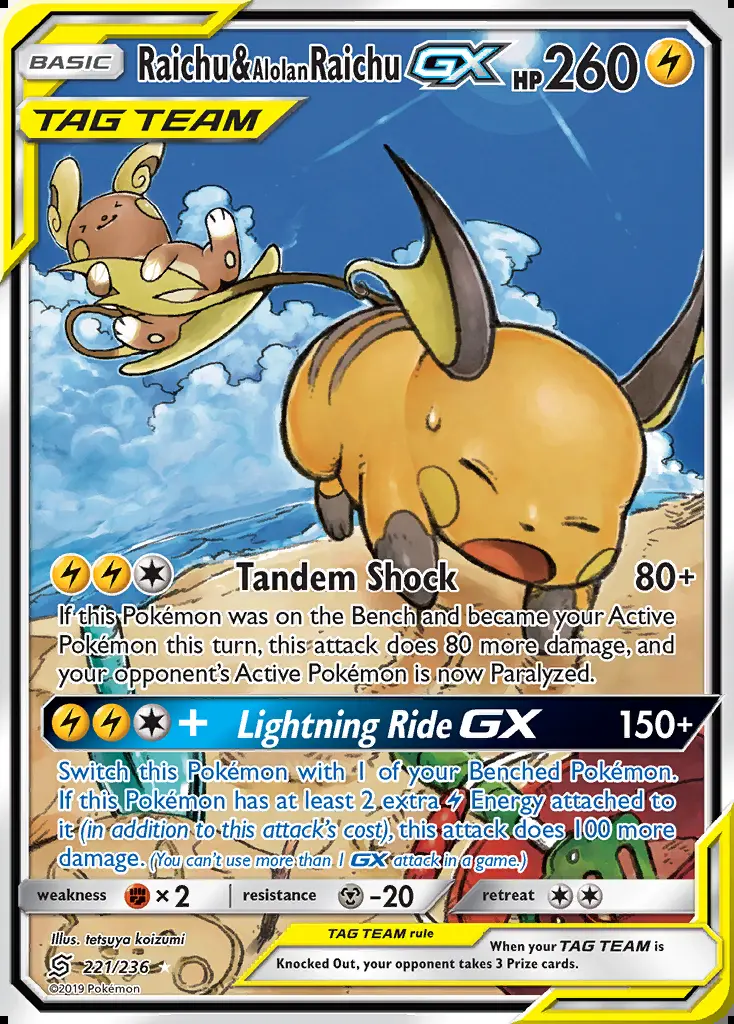 BASIC Raichu&AlolanRaichu GX HP260
TAG TEAM
Tandem Shock 80+
If this Pokémon was on the Bench and became your Active
Pokémon this turn, this attack does 80 more damage, and
your opponent's Active Pokémon is now Paralyzed.
+ Lightning Ride GX 150+
Switch this Pokémon with 1 of your Benched Pokémon.
If this Pokémon has at least 2 extra Energy attached to
it (in addition to this attack's cost), this attack does 100 more
damage. (You can't use more than 1 GX attack in a game.)
weakness ×2 resistance -20 retreat
Illus. tetsuya koizumi
TAG TEAM rule
When your TAG TEAM is
Knocked Out, your opponent takes 3 Prize cards.
221/236
©2019 Pokémon